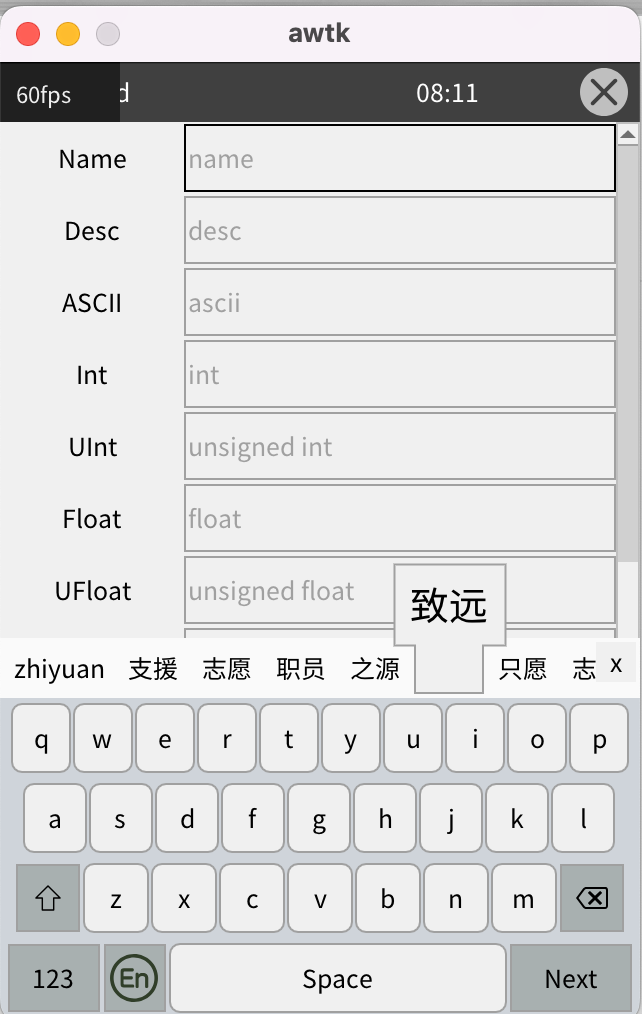 awtk
60fps d 08:11
Name name
Desc desc
ASCII ascii
Int int
UInt unsigned int
Float float
UFloat unsigned float
致远
zhiyuan 支援 志愿 职员 之源 只愿 志 x
q w e r t y u i o p
a s d f g h j k l
z x c v b n m
123 En Space Next